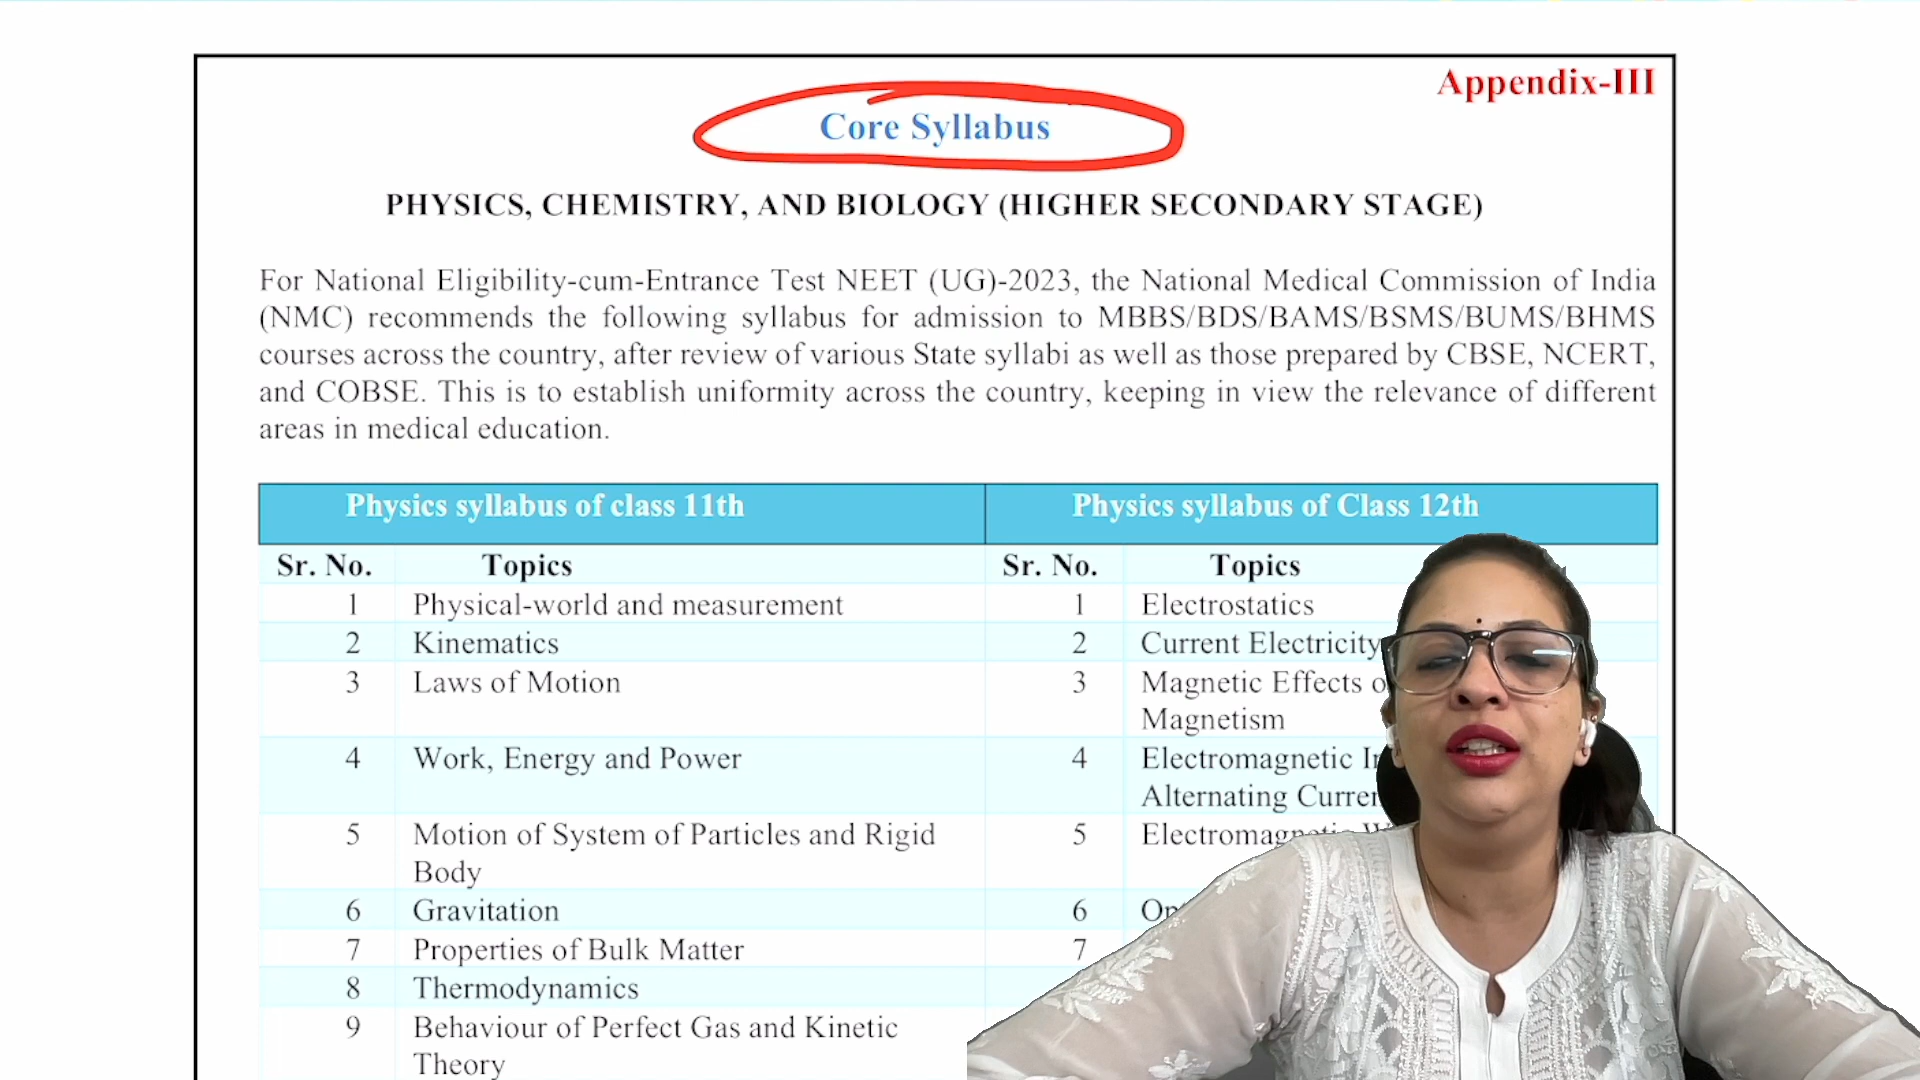 Appendix-III
Core Syllabus
PHYSICS, CHEMISTRY, AND BIOLOGY (HIGHER SECONDARY STAGE)
For National Eligibility-cum-Entrance Test NEET (UG)-2023, the National Medical Commission of India
(NMC) recommends the following syllabus for admission to MBBS/BDS/BAMS/BSMS/BUMS/BHMS
courses across the country, after review of various State syllabi as well as those prepared by CBSE, NCERT,
and COBSE. This is to establish uniformity across the country, keeping in view the relevance of different
areas in medical education.
Physics syllabus of class 11th Physics syllabus of Class 12th
Sr. No. Topics Sr. No. Topics
1 Physical-world and measurement 1 Electrostatics
2 Kinematics 2 Current Electricity
3 Laws of Motion 3 Magnetic Effects
Magnetism
4 Work, Energy and Power 4 Electromagnetic
Alternating
5 Motion of System of Particles and Rigid 5
Body
6 Gravitation 6
7 Properties of Bulk Matter 7
8 Thermodynamics
9 Behaviour of Perfect Gas and Kinetic
Theory